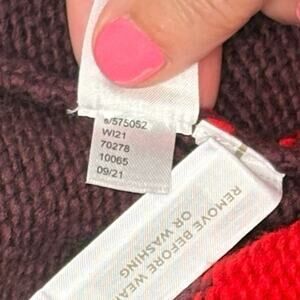 s/575052
WI21
70278
10065
09/21
REMOVE BEFORE WEA
OR WASHING